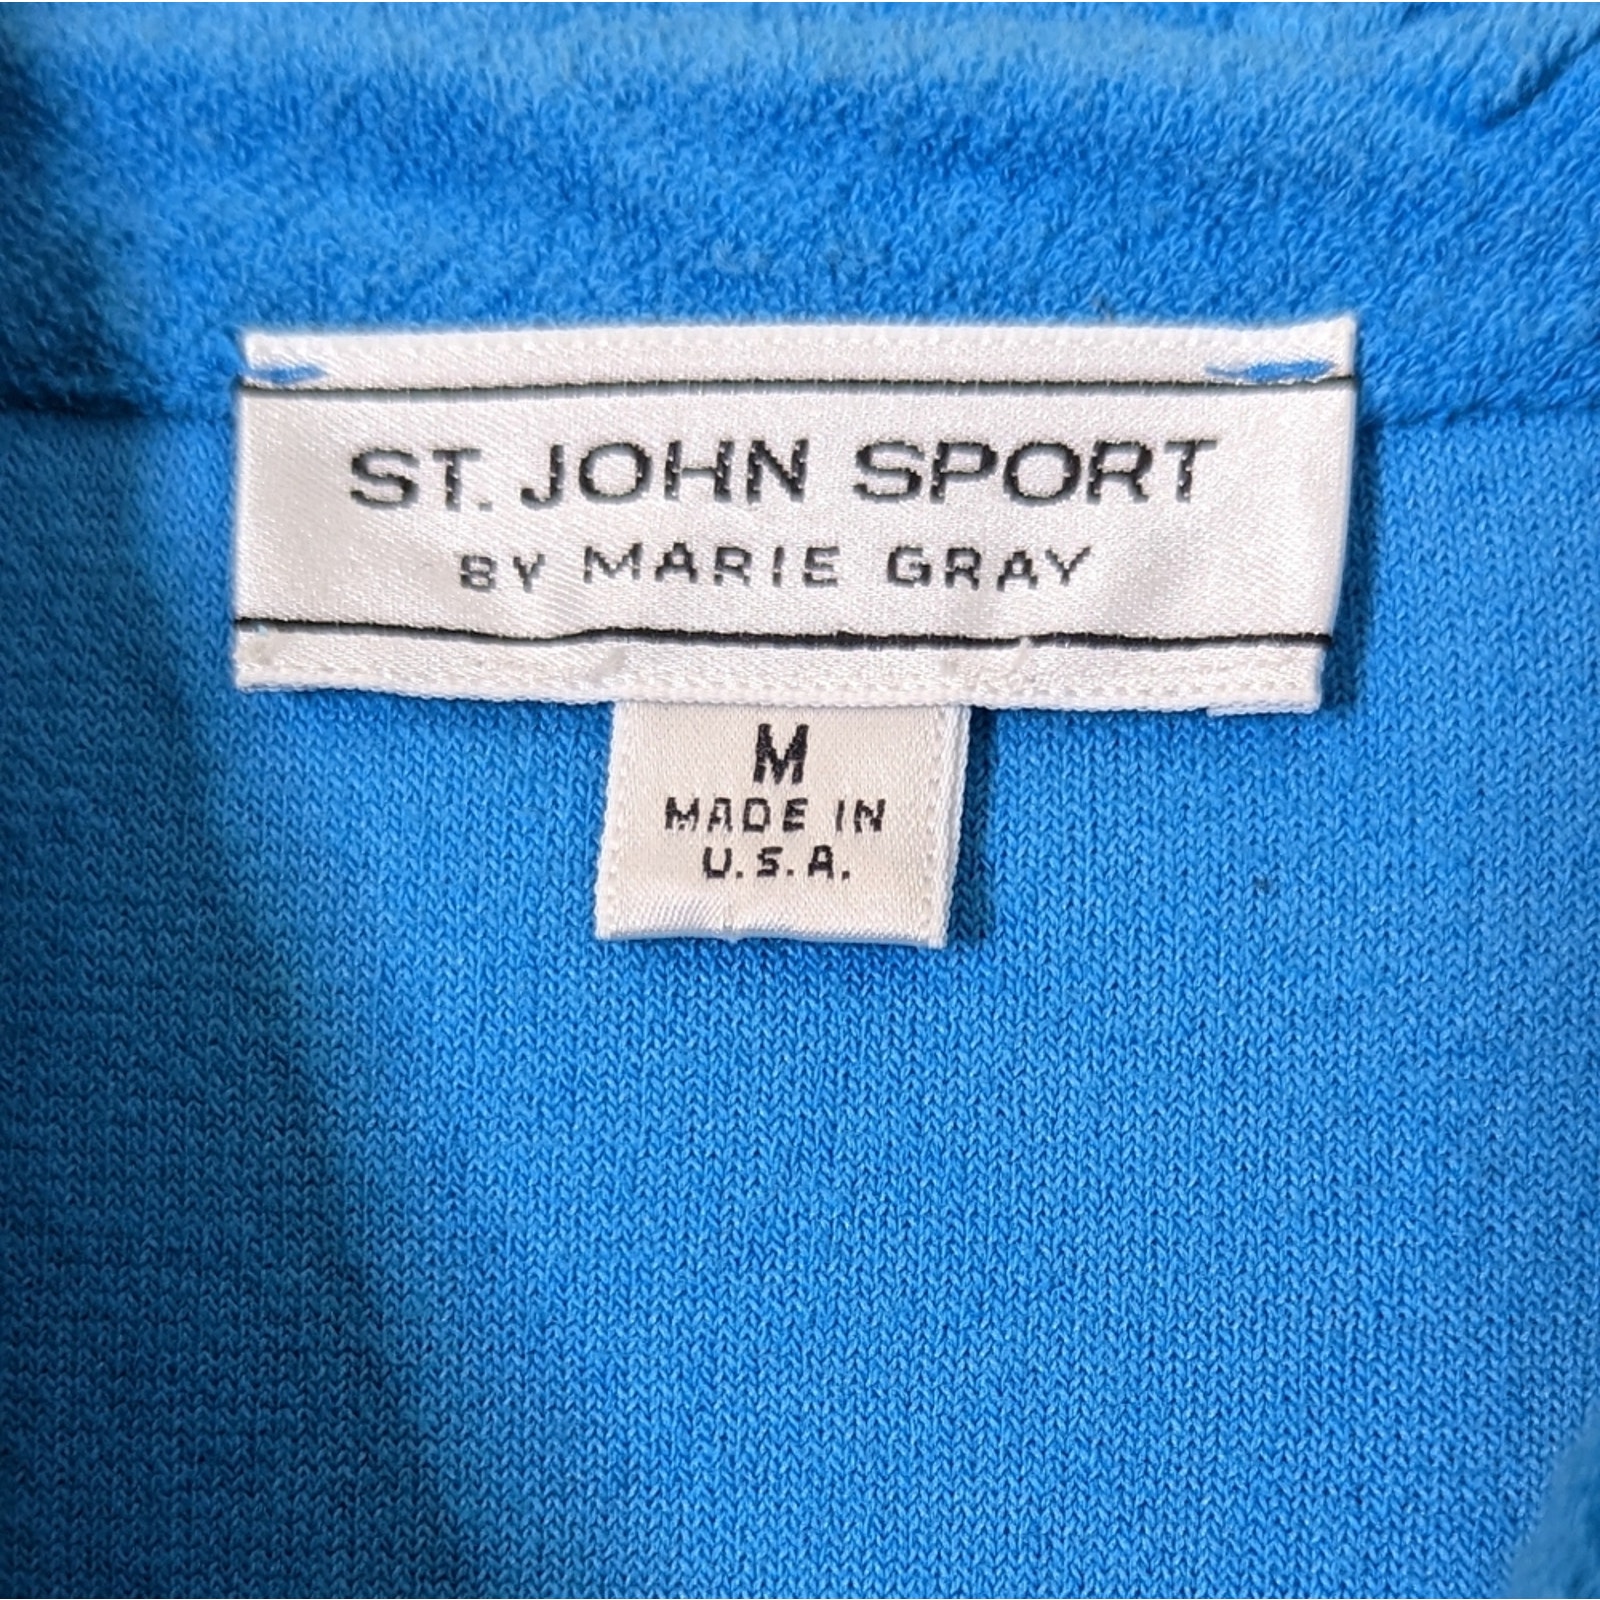 ST. JOHN SPORT
BY MARIE GRAY
M
MADE IN
U.S.A.